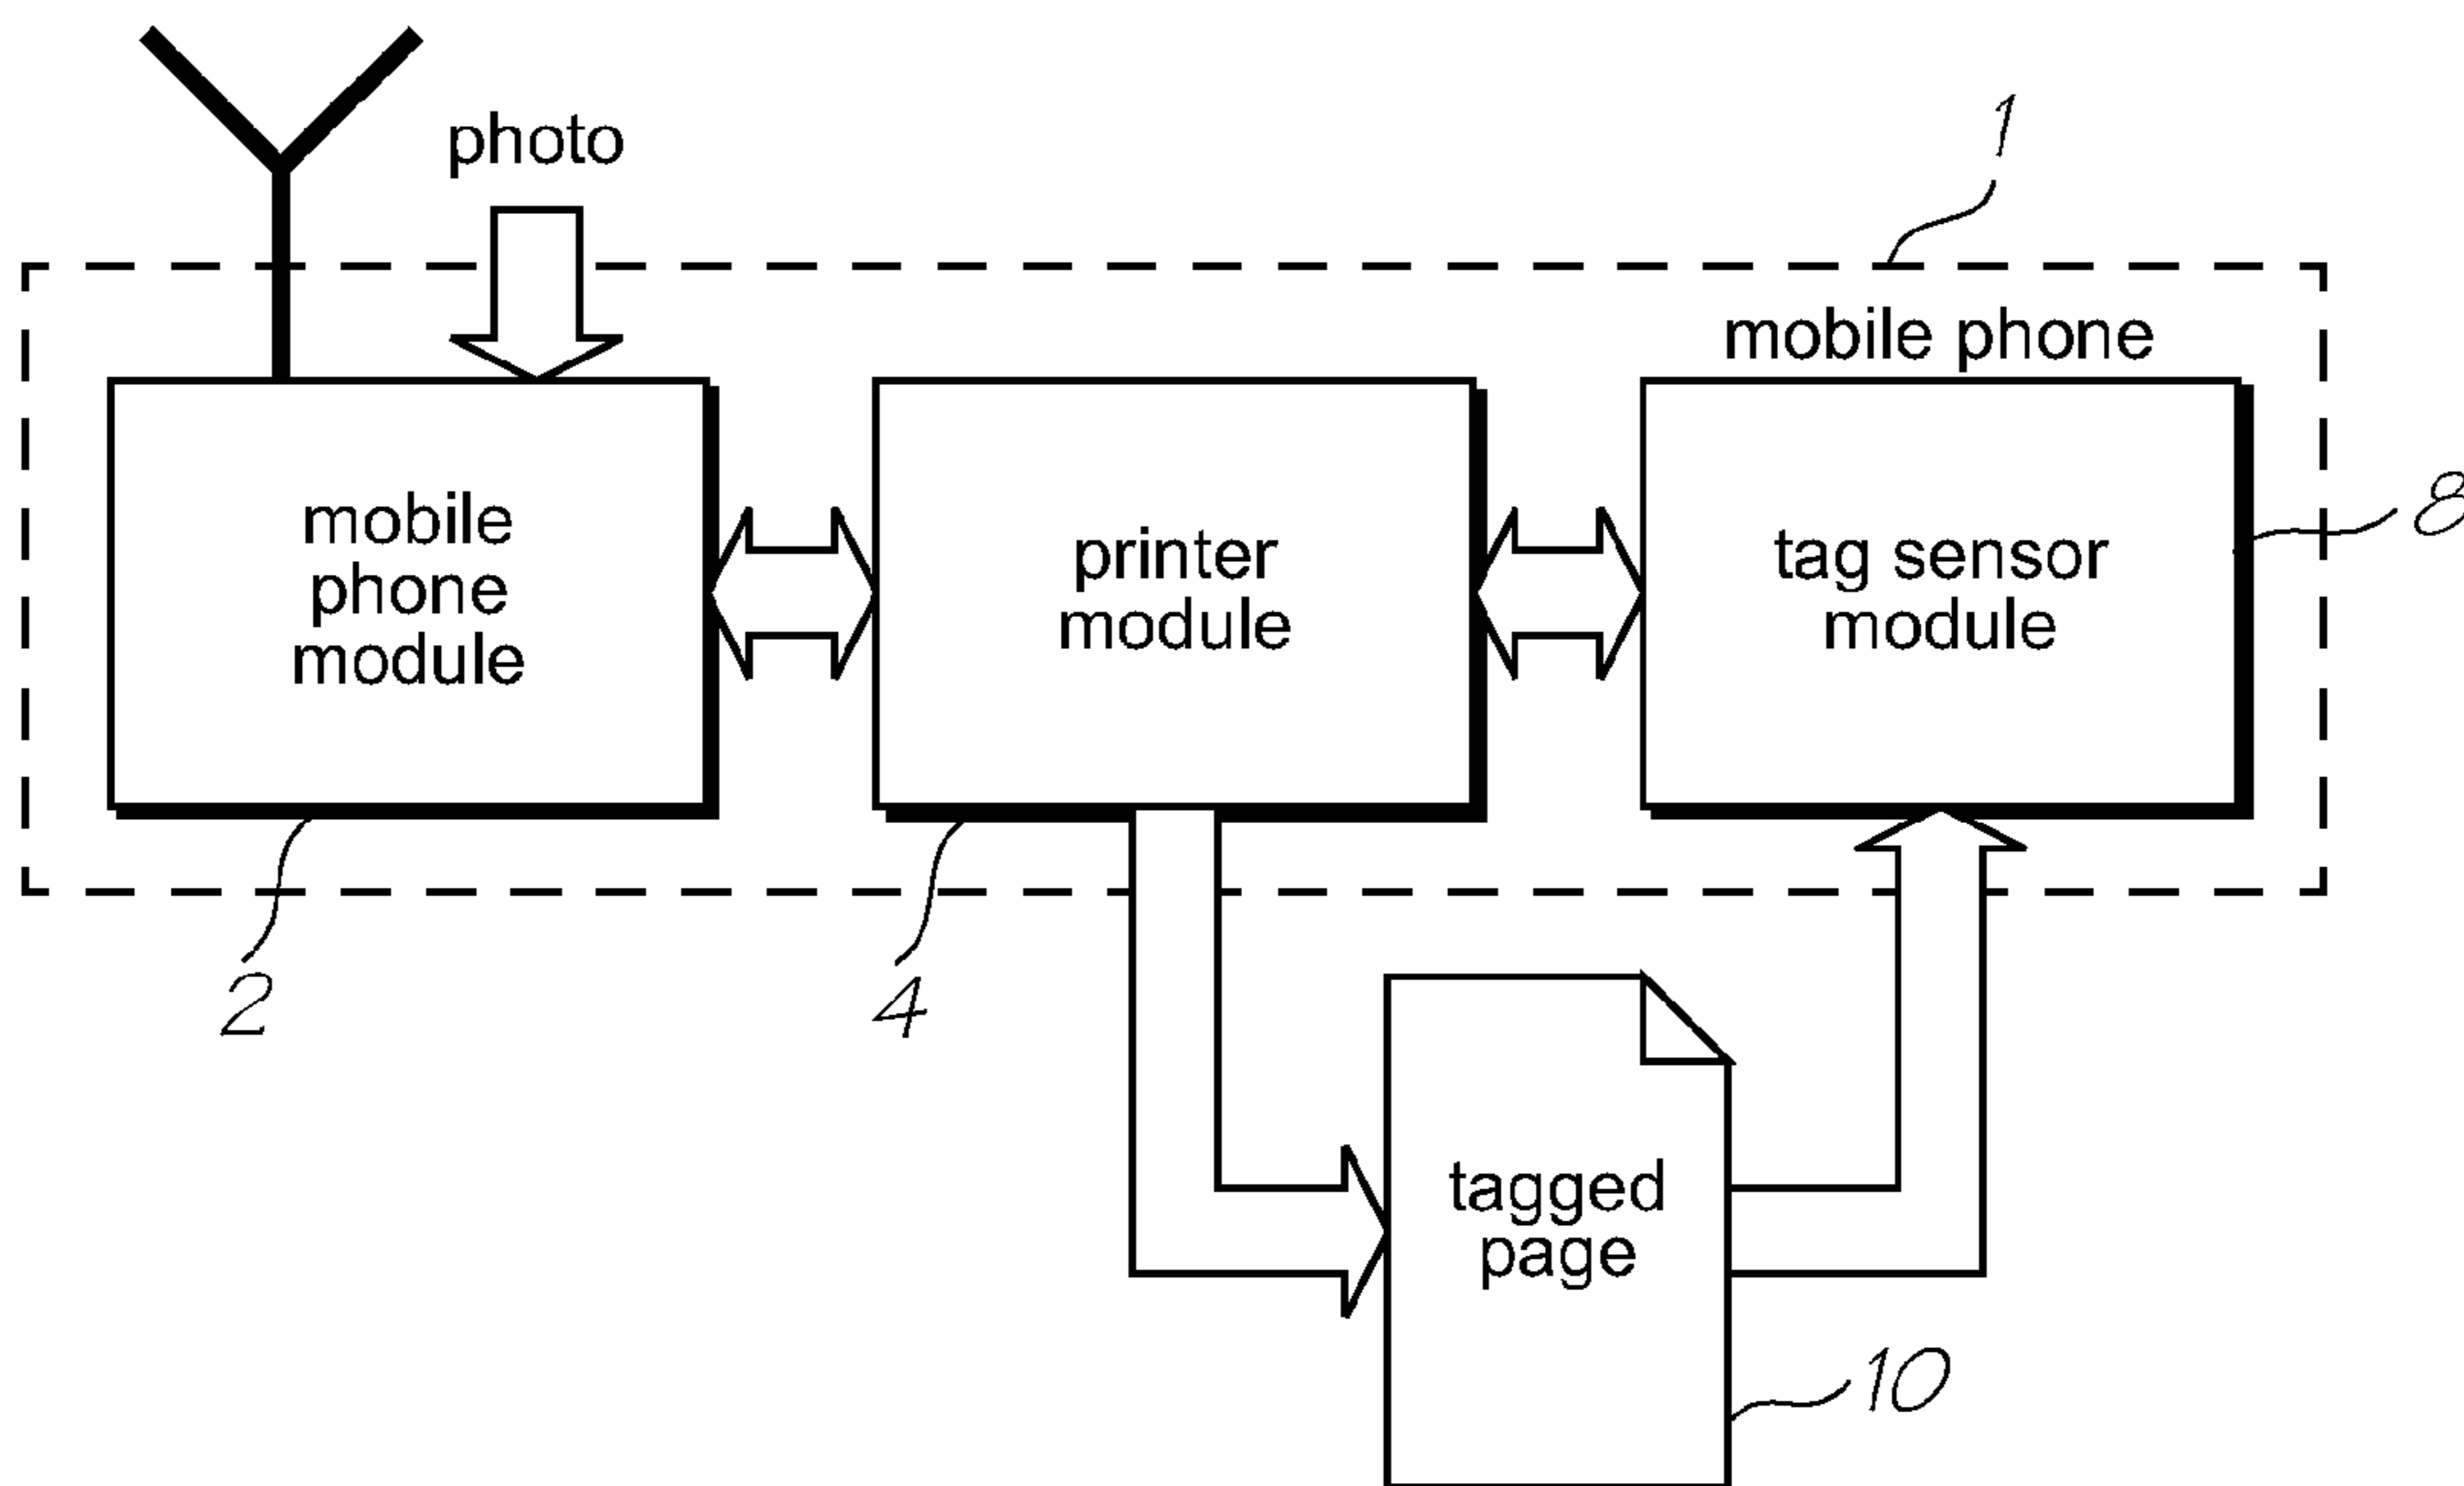 photo
1
mobile phone
mobile
phone
module
printer
module
tag sensor
module
8
2
4
tagged
page
10